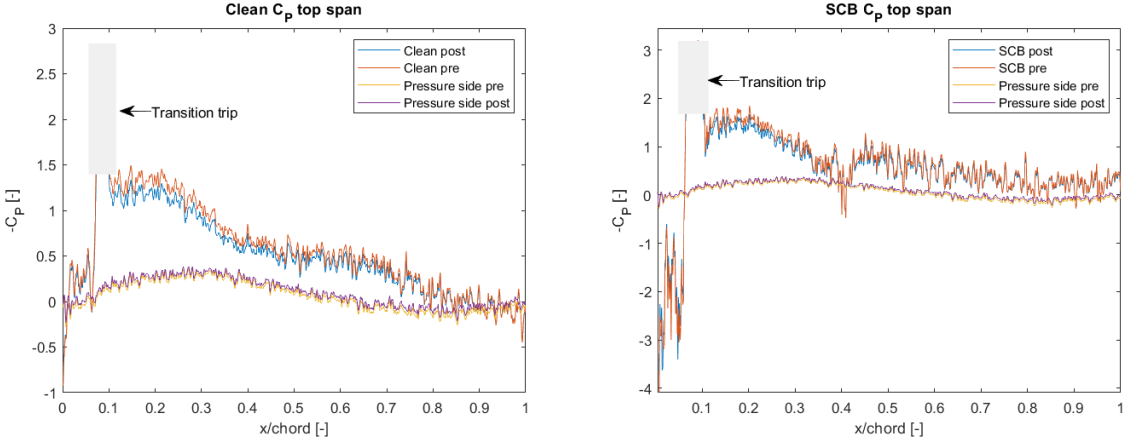 Clean C_P top span
3
2.5
2
1.5
1
0.5
0
-0.5
-1
-C_P [-]
Transition trip
Clean post
Clean pre
Pressure side pre
Pressure side post
0 0.1 0.2 0.3 0.4 0.5 0.6 0.7 0.8 0.9 1
x/chord [-]
SCB C_P top span
3
2
1
0
-1
-2
-3
-4
-C_P [-]
Transition trip
SCB post
SCB pre
Pressure side pre
Pressure side post
0.1 0.2 0.3 0.4 0.5 0.6 0.7 0.8 0.9 1
x/chord [-]